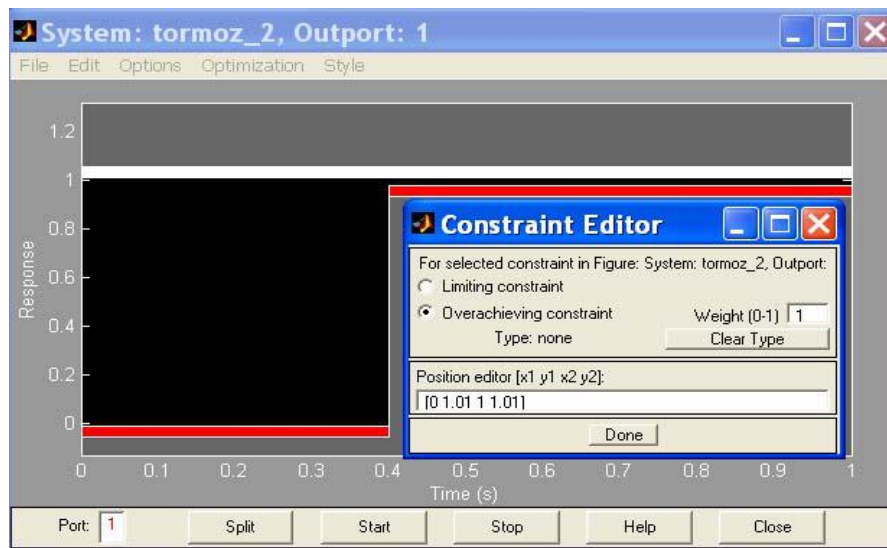 System: tormoz_2, Outport: 1
File Edit Options Optimization Style
1.2
1
0.8
0.6
0.4
0.2
0
Response
0 0.1 0.2 0.3 0.4 0.5 0.6 0.7 0.8 0.9 1
Time (s)
Constraint Editor
For selected constraint in Figure: System: tormoz_2, Outport:
Limiting constraint
Overachieving constraint
Weight (0-1) 1
Type: none
Clear Type
Position editor [x1 y1 x2 y2]:
[0 1.01 1 1.01]
Done
Port: 1 Split Start Stop Help Close